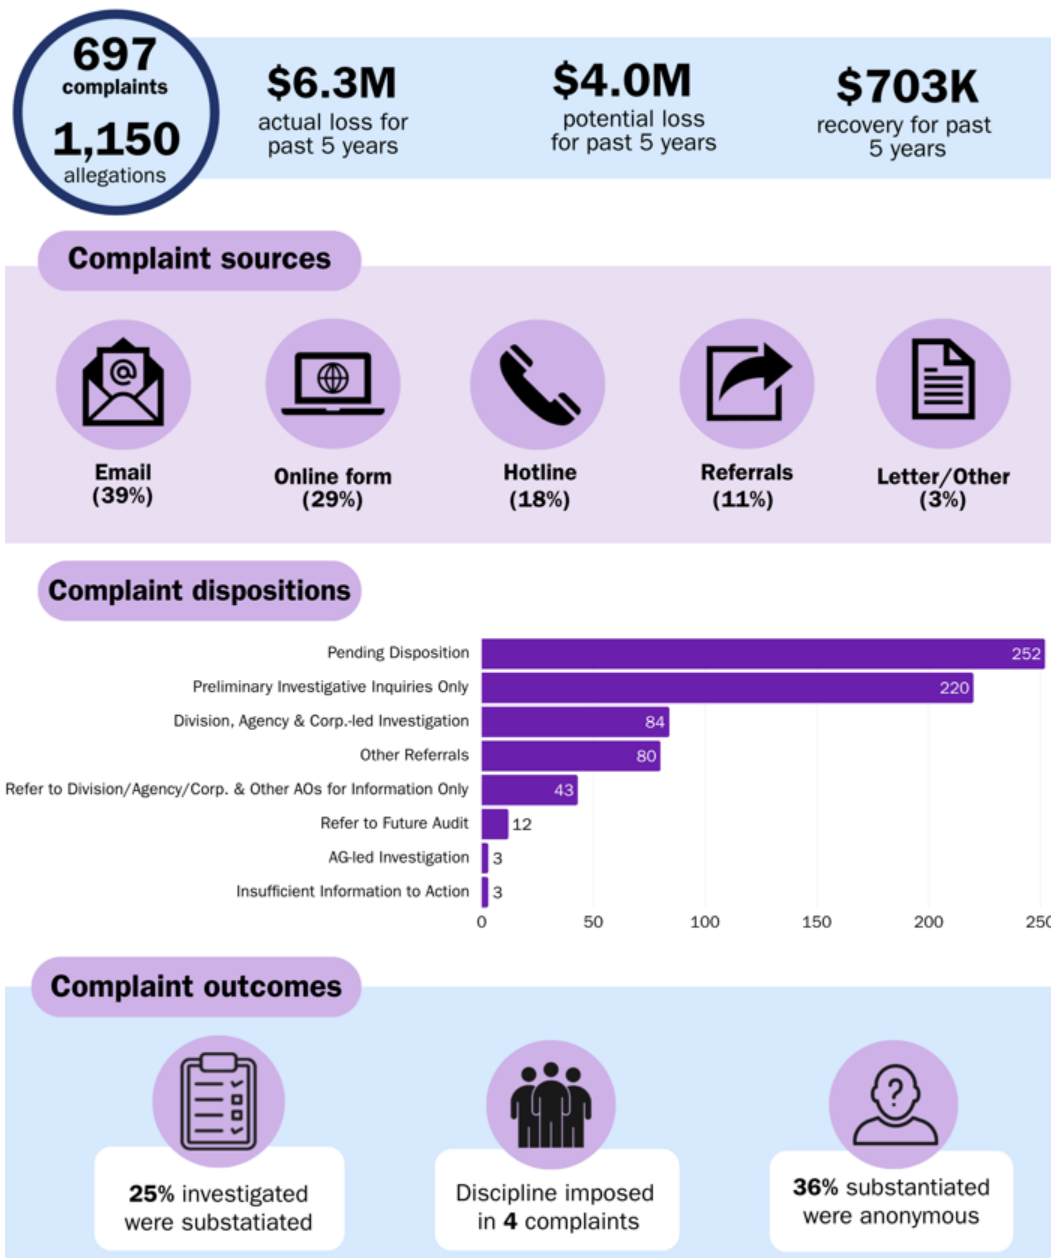 697
complaints
1,150
allegations
$6.3M
actual loss for
past 5 years
$4.0M
potential loss
for past 5 years
$703K
recovery for past
5 years
Complaint sources
@
Email
(39%)
Online form
(29%)
Hotline
(18%)
Referrals
(11%)
Letter/Other
(3%)
Complaint dispositions
Pending Disposition 252
Preliminary Investigative Inquiries Only 220
Division, Agency & Corp.-led Investigation 84
Other Referrals 80
Refer to Division/Agency/Corp. & Other AOs for Information Only 43
Refer to Future Audit 12
AG-led Investigation 3
Insufficient Information to Action 3
0 50 100 150 200 250
Complaint outcomes
25% investigated
were substatiated
Discipline imposed
in 4 complaints
?
36% substantiated
were anonymous